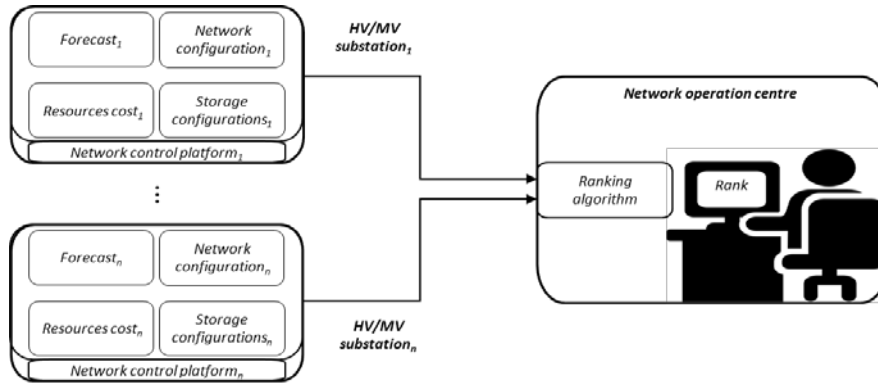 Forecast₁
Network
configuration₁
Resources cost₁
Storage
configurations₁
Network control platform₁
HV/MV
substation₁
⋮
Forecastₙ
Network
configurationₙ
Resources costₙ
Storage
configurationsₙ
Network control platformₙ
HV/MV
substationₙ
Network operation centre
Ranking
algorithm
Rank